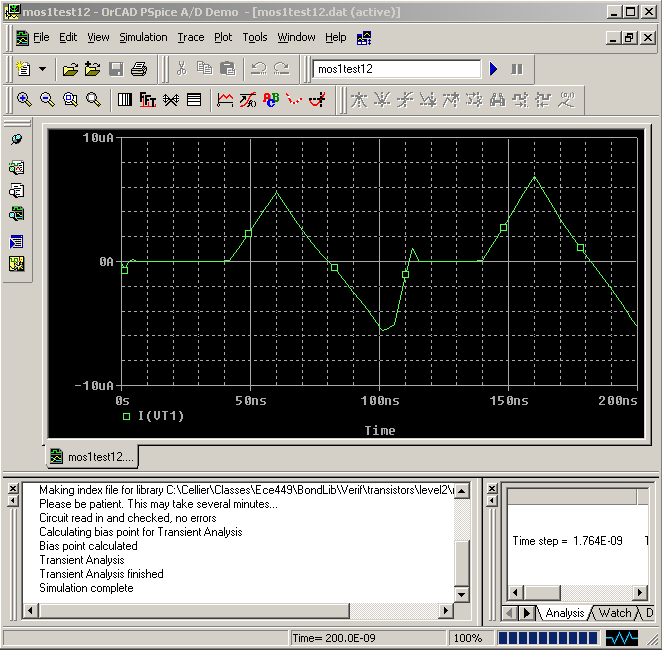 mos1test12 - OrCAD PSpice A/D Demo - [mos1test12.dat (active)]
File Edit View Simulation Trace Plot Tools Window Help
mos1test12
10uA
0A
-10uA
0s 50ns 100ns 150ns 200ns
I(VT1)
Time
mos1test12....
Making index file for library C:\Cellier\Classes\Ece449\BondLib\Verif\transistors\level2\
Please be patient. This may take several minutes...
Circuit read in and checked, no errors
Calculating bias point for Transient Analysis
Bias point calculated
Transient Analysis
Transient Analysis finished
Simulation complete
Time step = 1.764E-09
Analysis Watch D
Time= 200.0E-09 100%